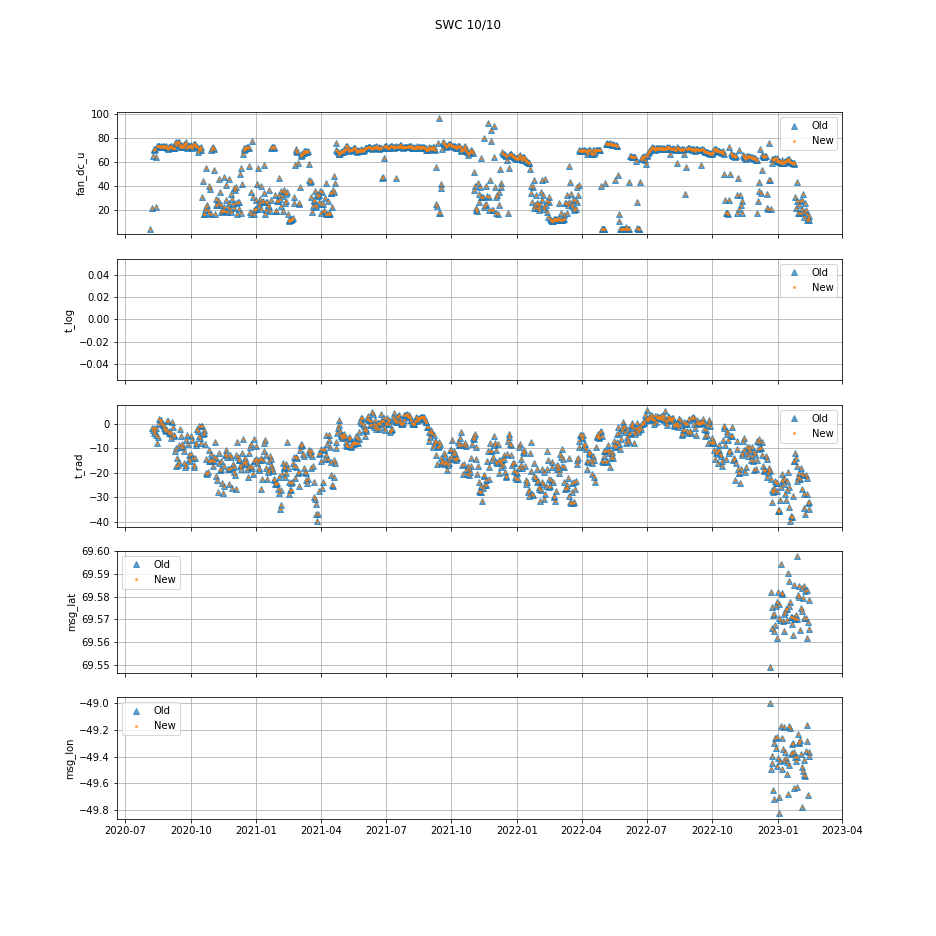 SWC 10/10
100
80
60
40
20
fan_dc_u
Old
New
0.04
0.02
0.00
−0.02
−0.04
t_log
Old
New
0
−10
−20
−30
−40
t_rad
Old
New
69.60
69.59
69.58
69.57
69.56
69.55
msg_lat
Old
New
−49.0
−49.2
−49.4
−49.6
−49.8
msg_lon
Old
New
2020-07 2020-10 2021-01 2021-04 2021-07 2021-10 2022-01 2022-04 2022-07 2022-10 2023-01 2023-04